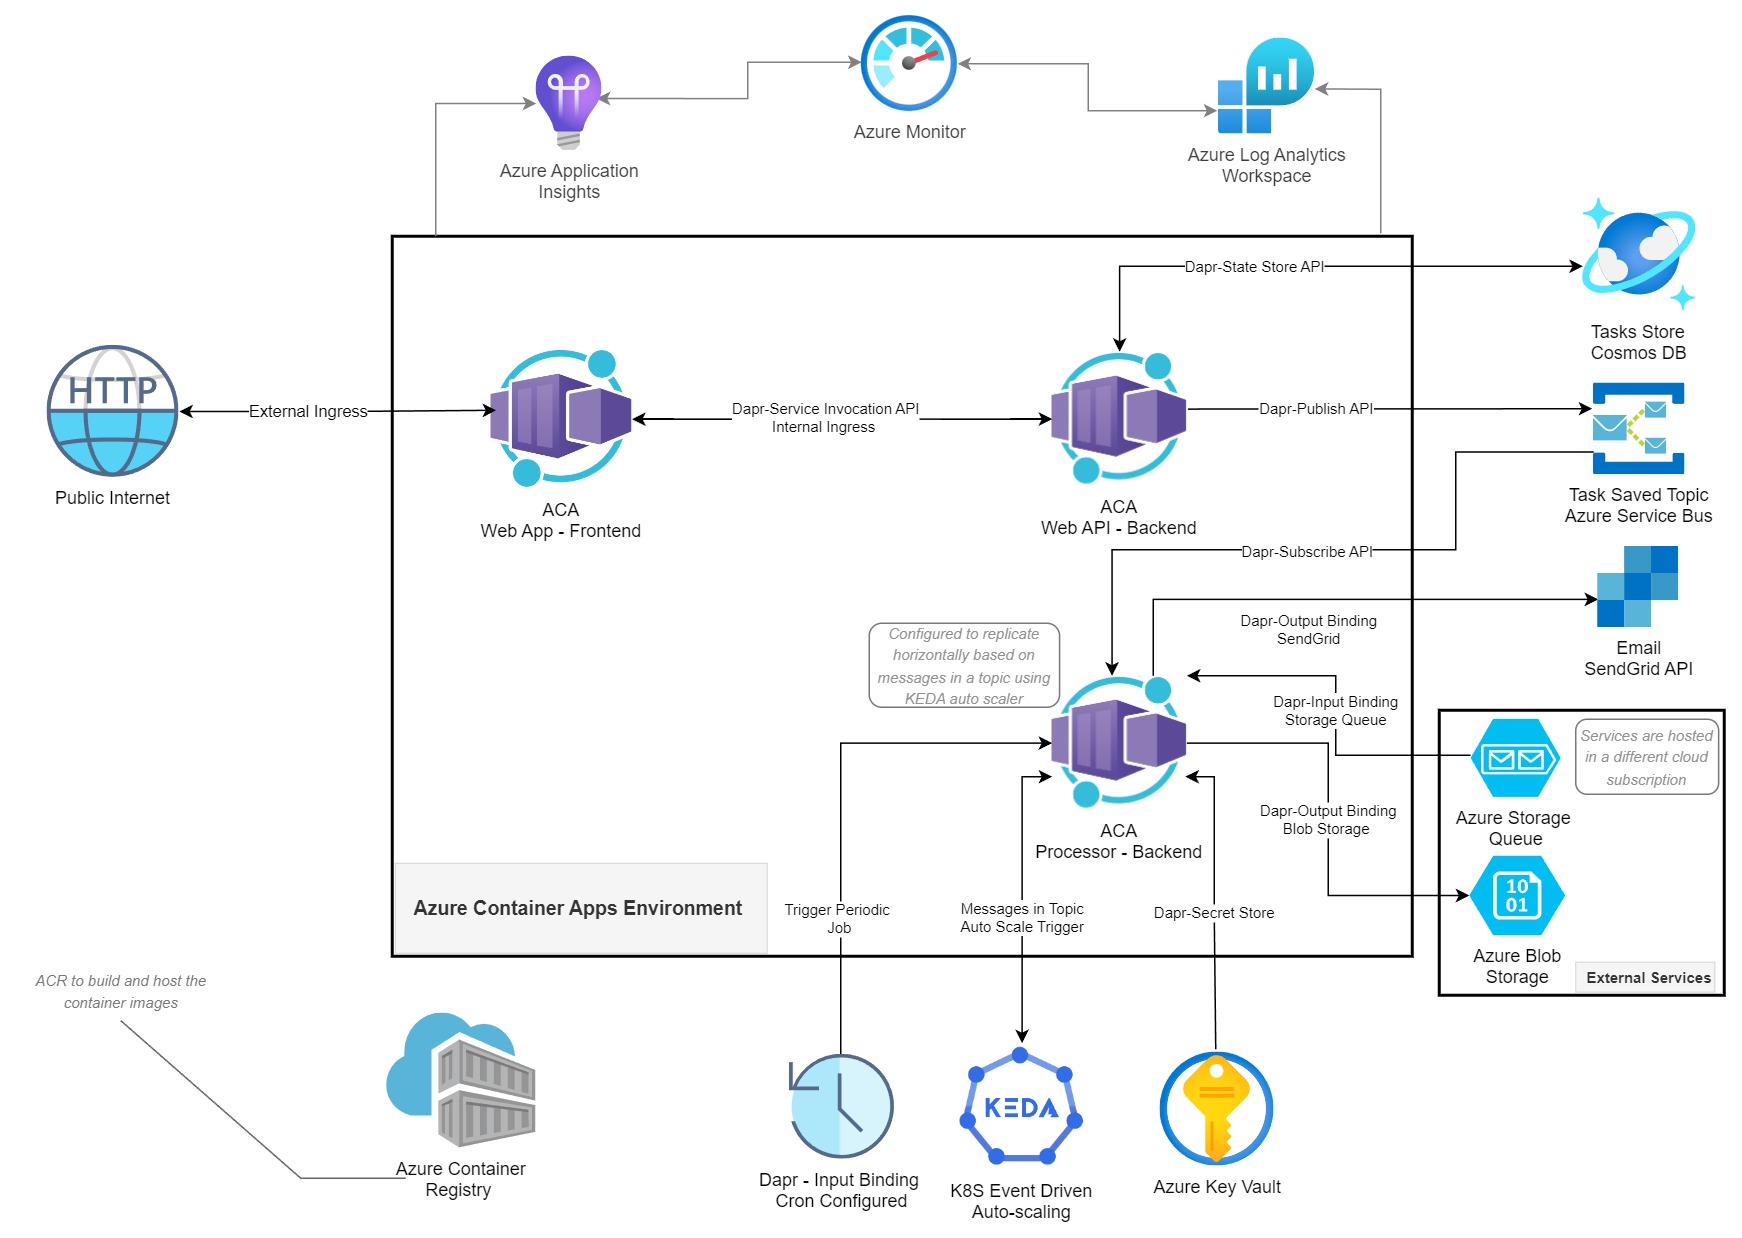 Azure Monitor
Azure Application
Insights
Azure Log Analytics
Workspace
Dapr-State Store API
Tasks Store
Cosmos DB
HTTP
Public Internet
External Ingress
Dapr-Service Invocation API
Internal Ingress
Dapr-Publish API
ACA
Web App - Frontend
ACA
Web API - Backend
Task Saved Topic
Azure Service Bus
Dapr-Subscribe API
Dapr-Output Binding
SendGrid
Email
SendGrid API
Configured to replicate
horizontally based on
messages in a topic using
KEDA auto scaler
Dapr-Input Binding
Storage Queue
Services are hosted
in a different cloud
subscription
Azure Storage
Queue
Dapr-Output Binding
Blob Storage
ACA
Processor - Backend
10
01
Azure Blob
Storage
External Services
Azure Container Apps Environment
Trigger Periodic
Job
Messages in Topic
Auto Scale Trigger
Dapr-Secret Store
ACR to build and host the
container images
Azure Container
Registry
Dapr - Input Binding
Cron Configured
KEDA
K8S Event Driven
Auto-scaling
Azure Key Vault